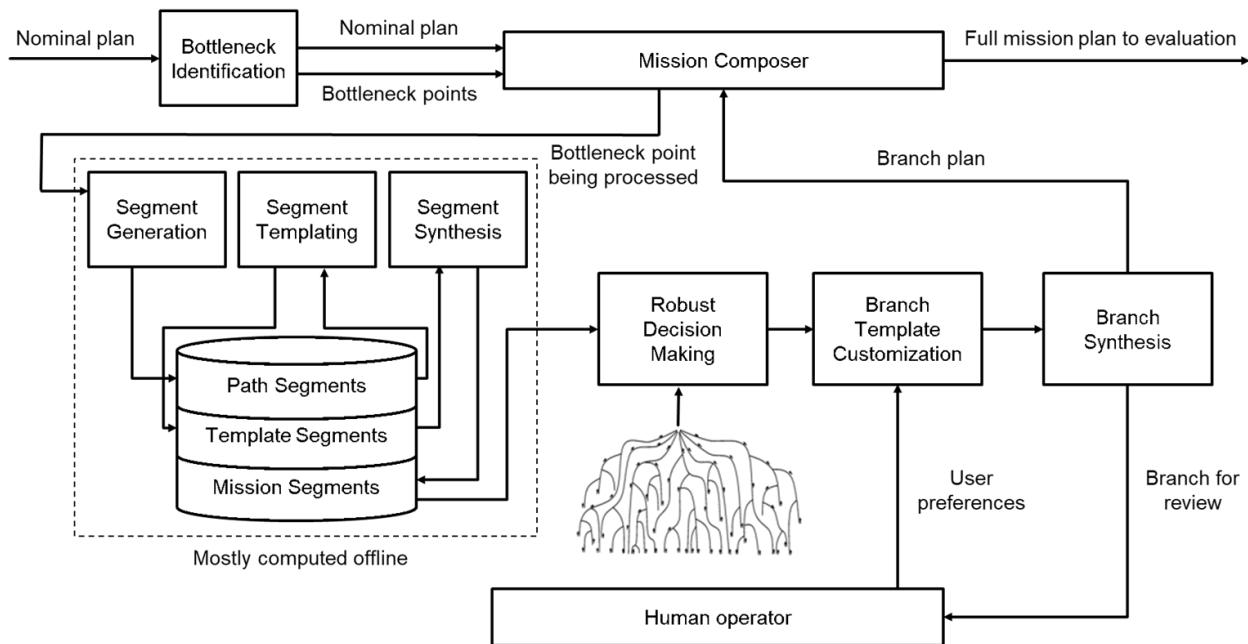 Nominal plan
Bottleneck
Identification
Nominal plan
Bottleneck points
Mission Composer
Full mission plan to evaluation
Bottleneck point
being processed
Branch plan
Segment
Generation
Segment
Templating
Segment
Synthesis
Path Segments
Template Segments
Mission Segments
Mostly computed offline
Robust
Decision
Making
Branch
Template
Customization
Branch
Synthesis
User
preferences
Branch for
review
Human operator